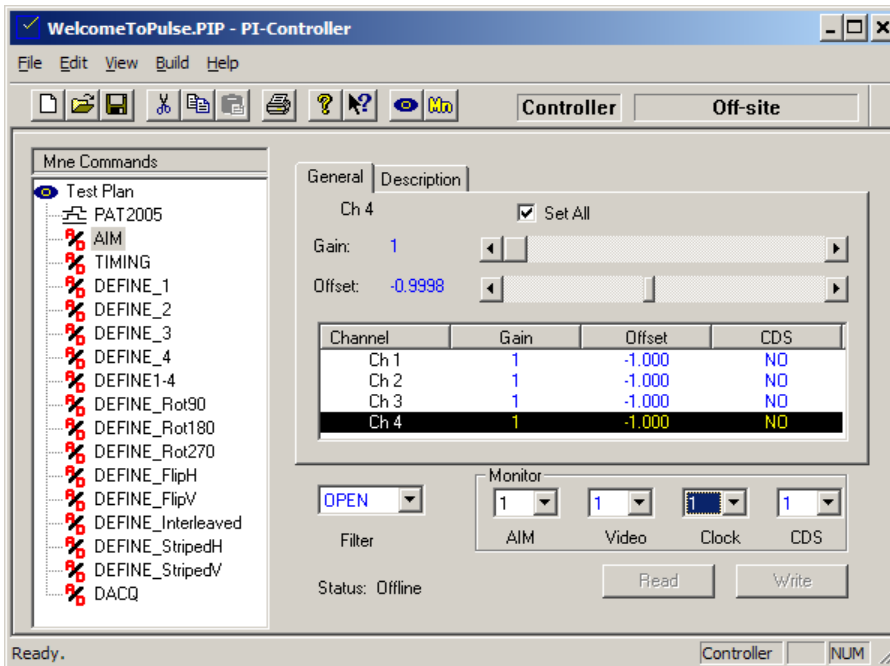 WelcomeToPulse.PIP - PI-Controller
File Edit View Build Help
Mn Controller Off-site
Mne Commands
Test Plan
PAT2005
AIM
TIMING
DEFINE_1
DEFINE_2
DEFINE_3
DEFINE_4
DEFINE1-4
DEFINE_Rot90
DEFINE_Rot180
DEFINE_Rot270
DEFINE_FlipH
DEFINE_FlipV
DEFINE_Interleaved
DEFINE_StripedH
DEFINE_StripedV
DACQ
General Description
Ch 4 Set All
Gain: 1
Offset: -0.9998
Channel Gain Offset CDS
Ch 1 1 -1.000 NO
Ch 2 1 -1.000 NO
Ch 3 1 -1.000 NO
Ch 4 1 -1.000 NO
Monitor
OPEN 1 1 1 1
Filter AIM Video Clock CDS
Status: Offline Read Write
Ready. Controller NUM